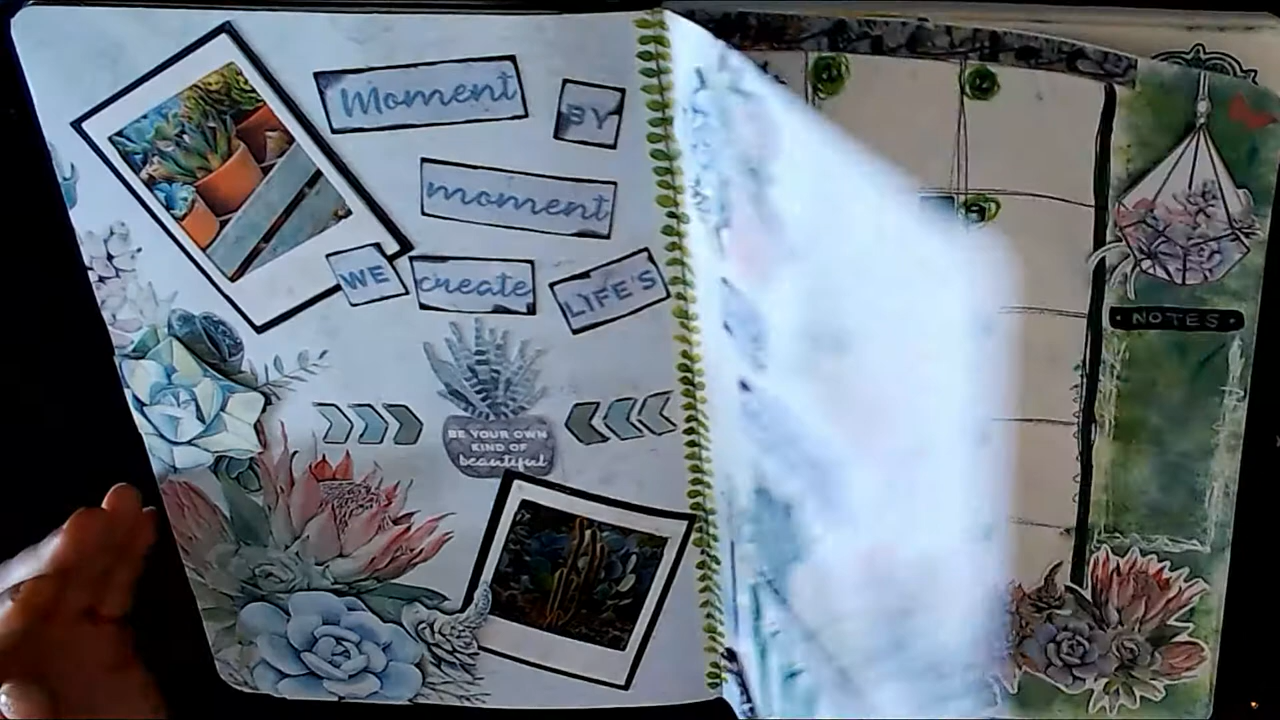 Moment BY
moment
WE create LIFE'S
BE YOUR OWN
KIND OF
beautiful
NOTES